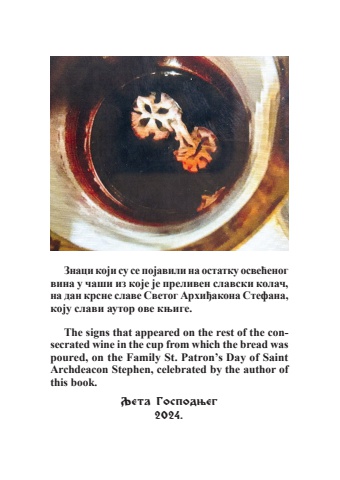 Знаци који су се појавили на остатку освећеног
вина у чаши из које је преливен славски колач,
на дан крсне славе Светог Архиђакона Стефана,
коју слави аутор ове књиге.
The signs that appeared on the rest of the con-
secrated wine in the cup from which the bread was
poured, on the Family St. Patron’s Day of Saint
Archdeacon Stephen, celebrated by the author of
this book.
Љета Господњег
2024.